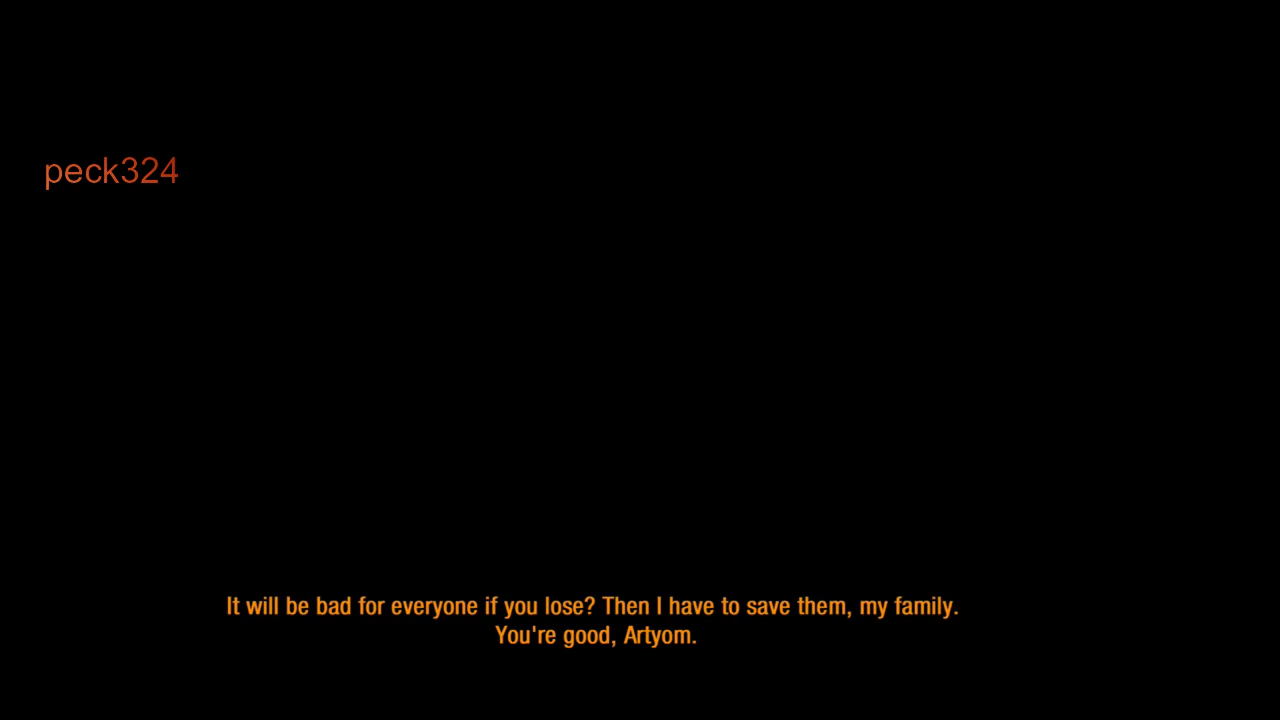 peck324
It will be bad for everyone if you lose? Then I have to save them, my family.
You're good, Artyom.